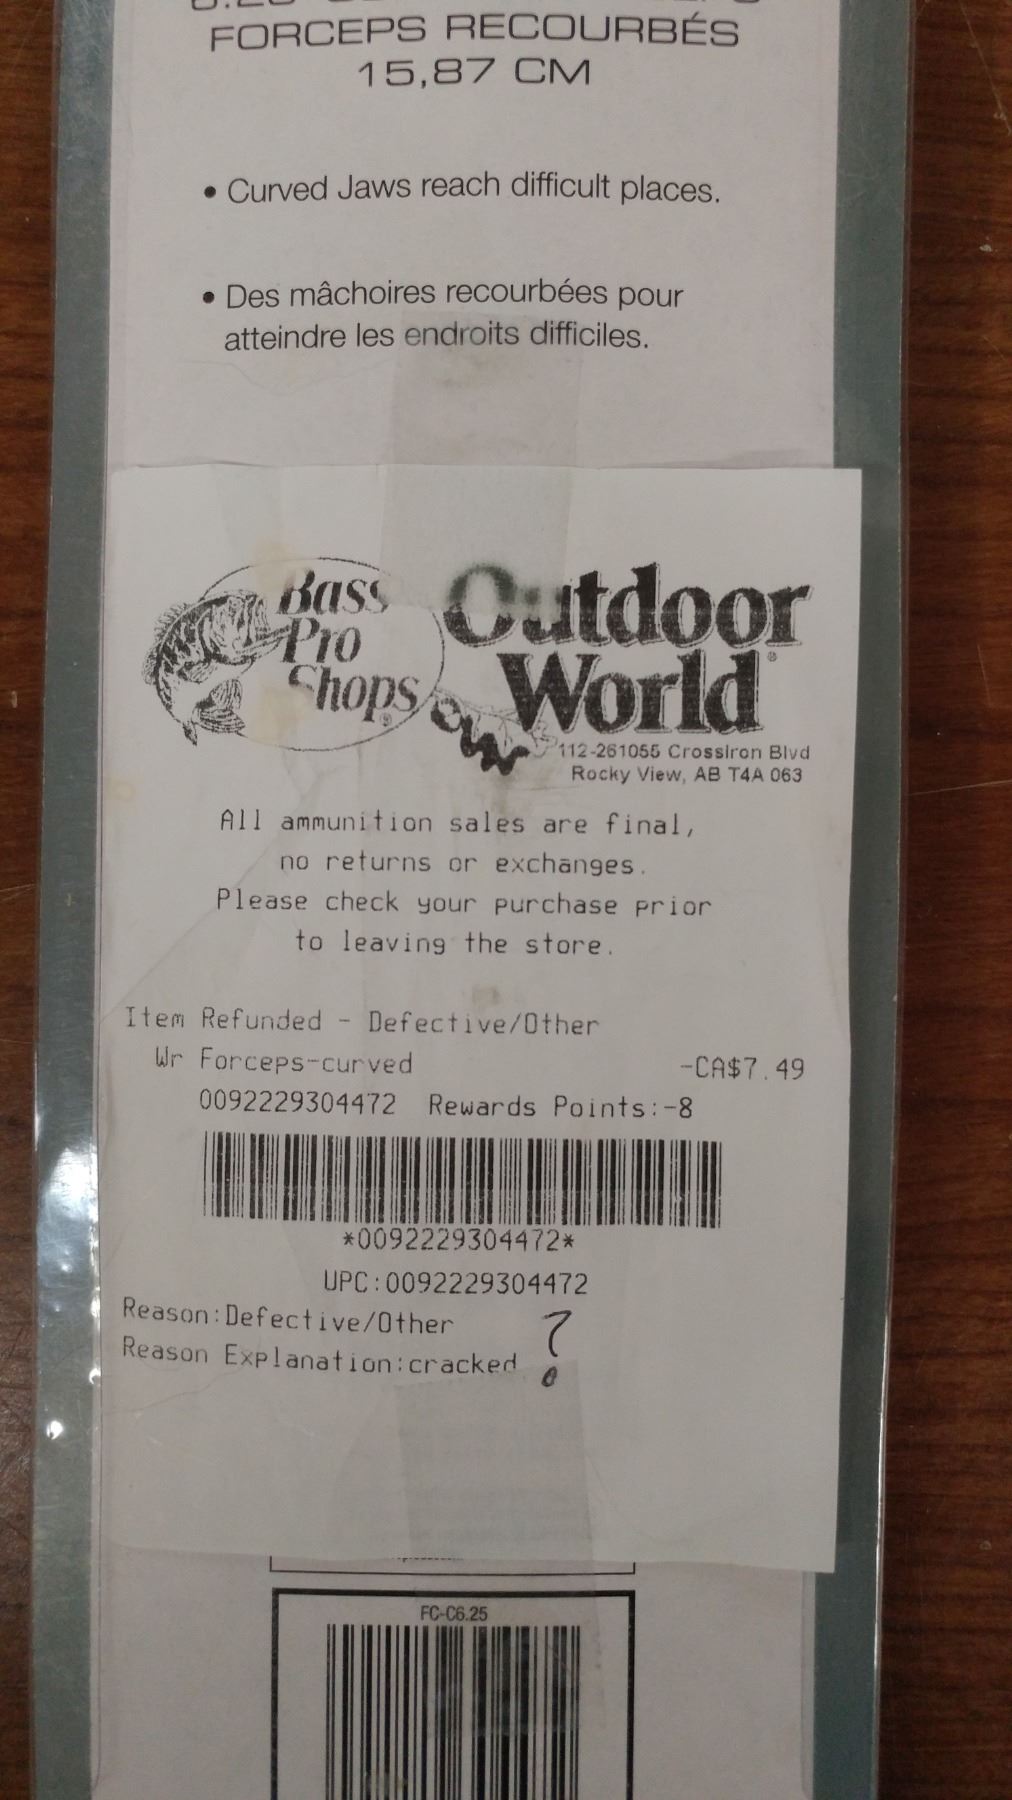 FORCEPS RECOURBÉS
15,87 CM
• Curved Jaws reach difficult places.
• Des mâchoires recourbées pour
atteindre les endroits difficiles.
Bass
Pro
Shops®
Outdoor
World®
112-261055 CrossIron Blvd
Rocky View, AB T4A 063
All ammunition sales are final,
no returns or exchanges.
Please check your purchase prior
to leaving the store.
Item Refunded - Defective/Other
Wr Forceps-curved -CA$7.49
0092229304472 Rewards Points:-8
*0092229304472*
UPC:0092229304472
Reason:Defective/Other
Reason Explanation:cracked ?
FC-C6.25